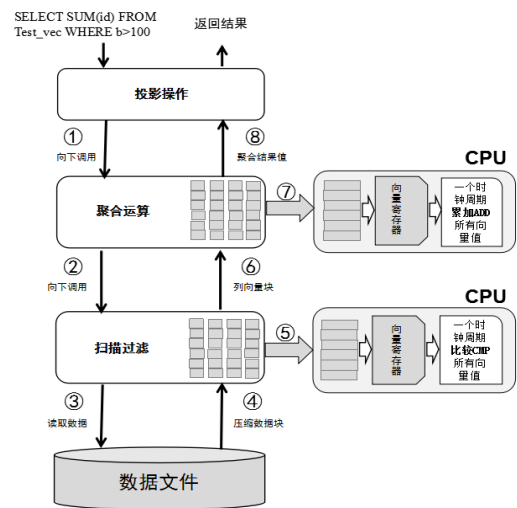 SELECT SUM(id) FROM
Test_vec WHERE b>100
返回结果
投影操作
①
向下调用
⑧
聚合结果值
CPU
聚合运算
⑦
向量寄存器
一个时
钟周期
累加ADD
所有向
量值
②
向下调用
⑥
列向量块
CPU
扫描过滤
⑤
向量寄存器
一个时
钟周期
比较CMP
所有向
量值
③
读取数据
④
压缩数据块
数据文件